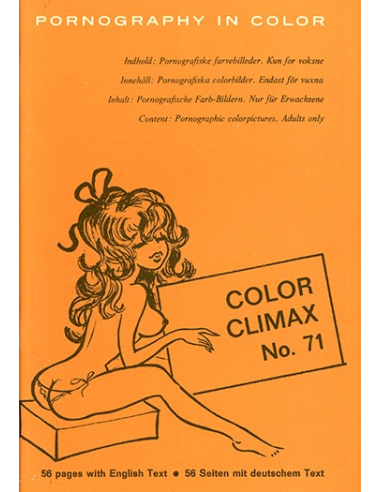 PORNOGRAPHY IN COLOR
Indhold: Pornografiske farvebilleder. Kun for voksne
Innehåll: Pornografiska colorbilder. Endast för vuxna
Inhalt: Pornografische Farb-Bildern. Nur für Erwachsene
Content: Pornographic colorpictures. Adults only
COLOR
CLIMAX
No. 71
56 pages with English Text ● 56 Seiten mit deutschem Text